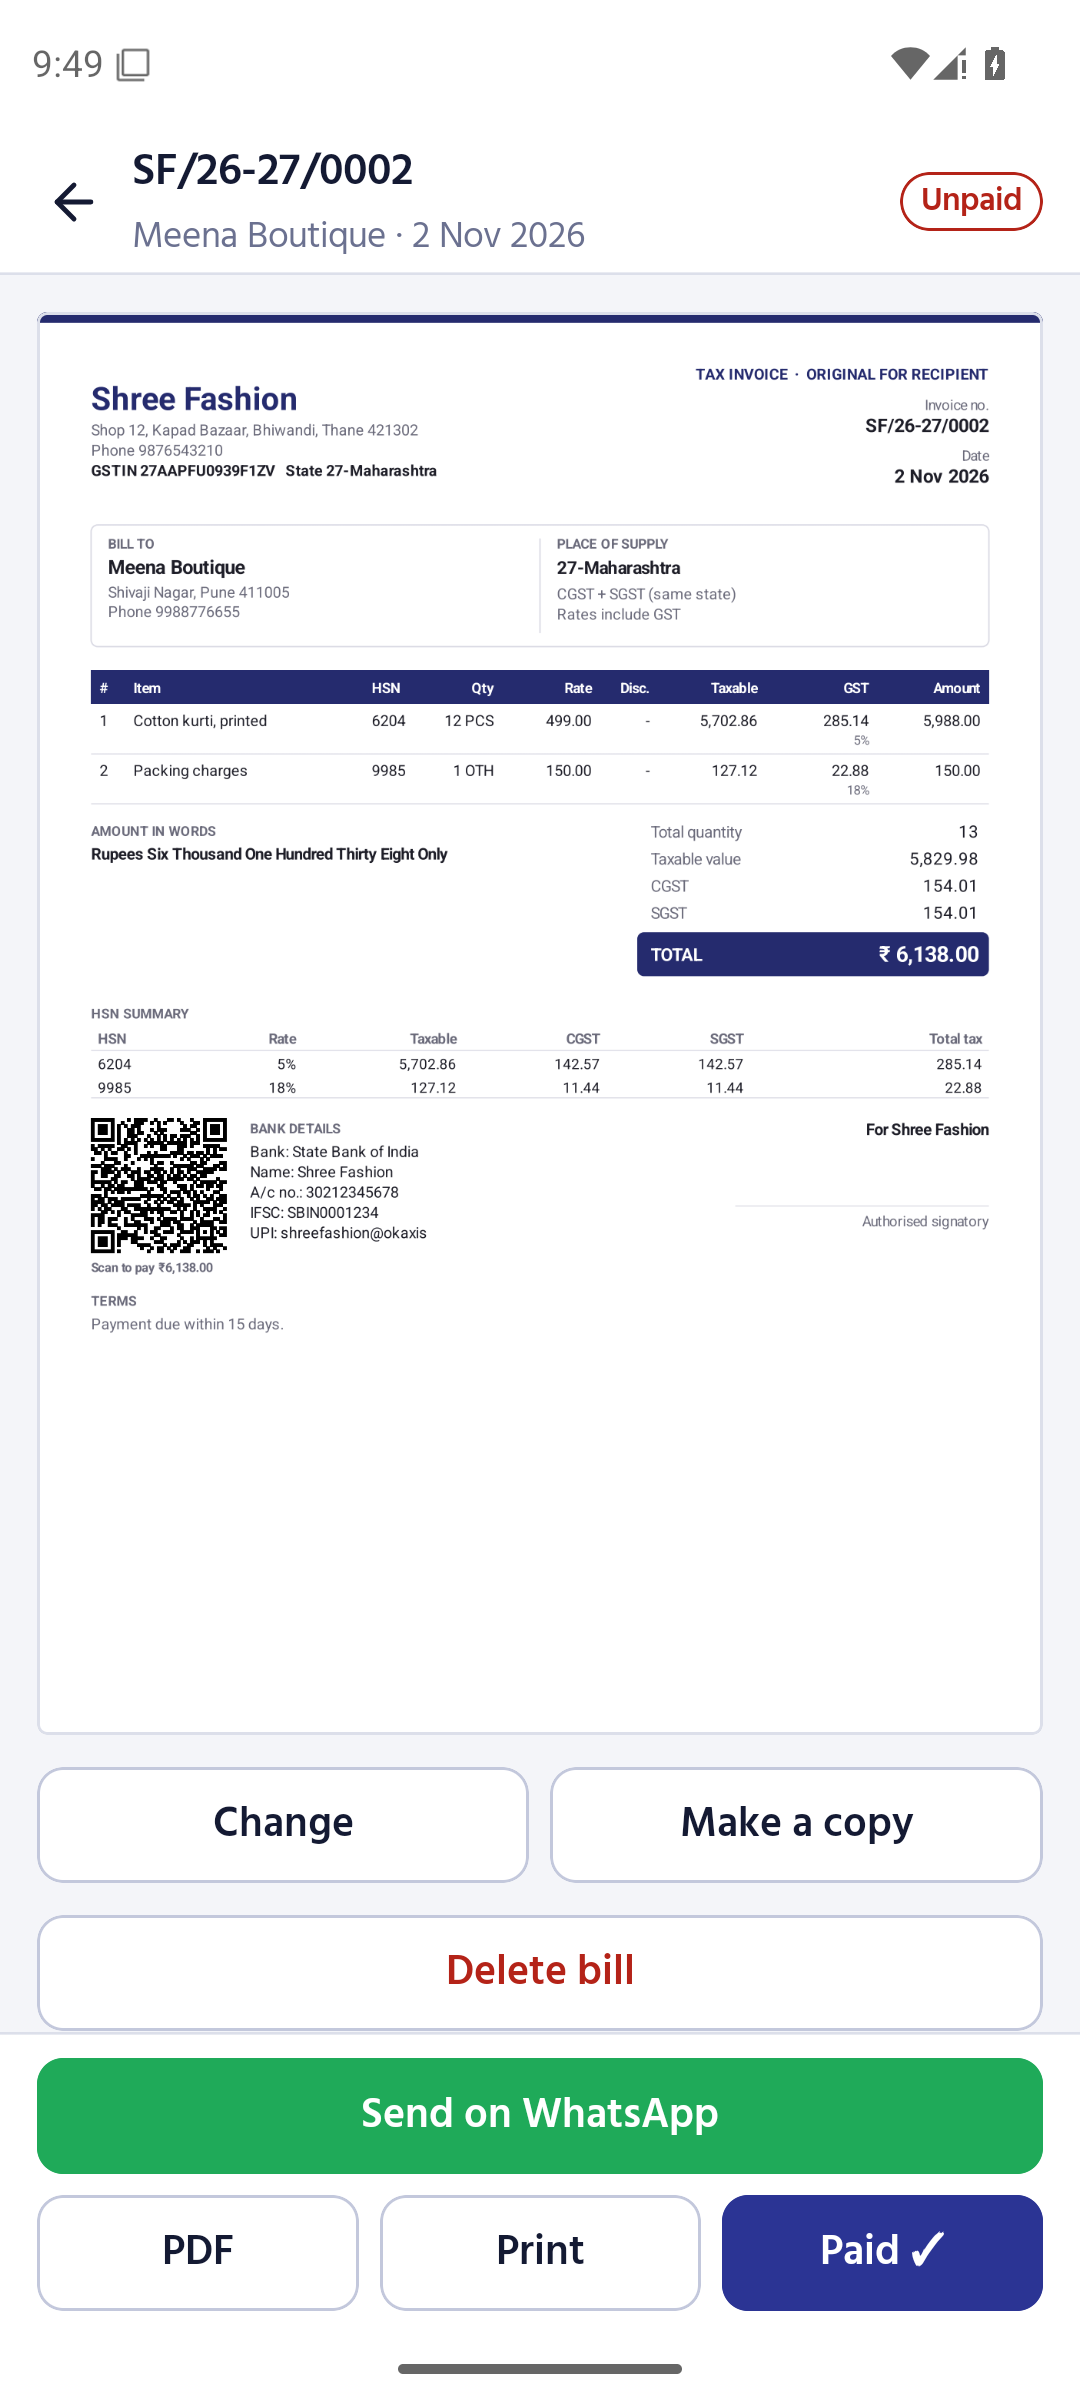 9:49
SF/26-27/0002
Meena Boutique · 2 Nov 2026
Unpaid
TAX INVOICE · ORIGINAL FOR RECIPIENT
Shree Fashion
Shop 12, Kapad Bazaar, Bhiwandi, Thane 421302
Phone 9876543210
GSTIN 27AAPFU0939F1ZV State 27-Maharashtra
Invoice no.
SF/26-27/0002
Date
2 Nov 2026
BILL TO
Meena Boutique
Shivaji Nagar, Pune 411005
Phone 9988776655
PLACE OF SUPPLY
27-Maharashtra
CGST + SGST (same state)
Rates include GST
# Item HSN Qty Rate Disc. Taxable GST Amount
1 Cotton kurti, printed 6204 12 PCS 499.00 - 5,702.86 285.14 5,988.00
5%
2 Packing charges 9985 1 OTH 150.00 - 127.12 22.88 150.00
18%
AMOUNT IN WORDS
Rupees Six Thousand One Hundred Thirty Eight Only
Total quantity 13
Taxable value 5,829.98
CGST 154.01
SGST 154.01
TOTAL ₹ 6,138.00
HSN SUMMARY
HSN Rate Taxable CGST SGST Total tax
6204 5% 5,702.86 142.57 142.57 285.14
9985 18% 127.12 11.44 11.44 22.88
Scan to pay ₹6,138.00
BANK DETAILS
Bank: State Bank of India
Name: Shree Fashion
A/c no.: 30212345678
IFSC: SBIN0001234
UPI: shreefashion@okaxis
For Shree Fashion
Authorised signatory
TERMS
Payment due within 15 days.
Change
Make a copy
Delete bill
Send on WhatsApp
PDF
Print
Paid ✓